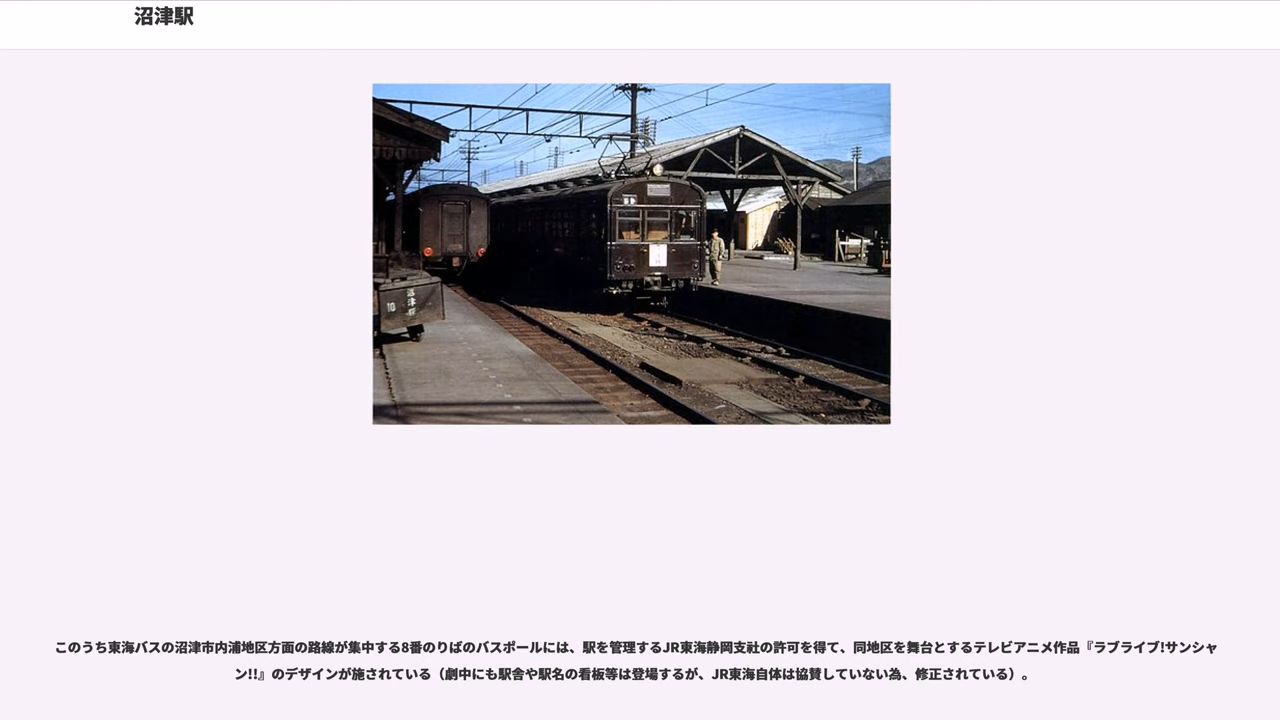 沼津駅
10
沼津駅
このうち東海バスの沼津市内浦地区方面の路線が集中する8番のりばのバスポールには、駅を管理するJR東海静岡支社の許可を得て、同地区を舞台とするテレビアニメ作品『ラブライブ!サンシャ
ン!!』のデザインが施されている（劇中にも駅舎や駅名の看板等は登場するが、JR東海自体は協賛していない為、修正されている）。